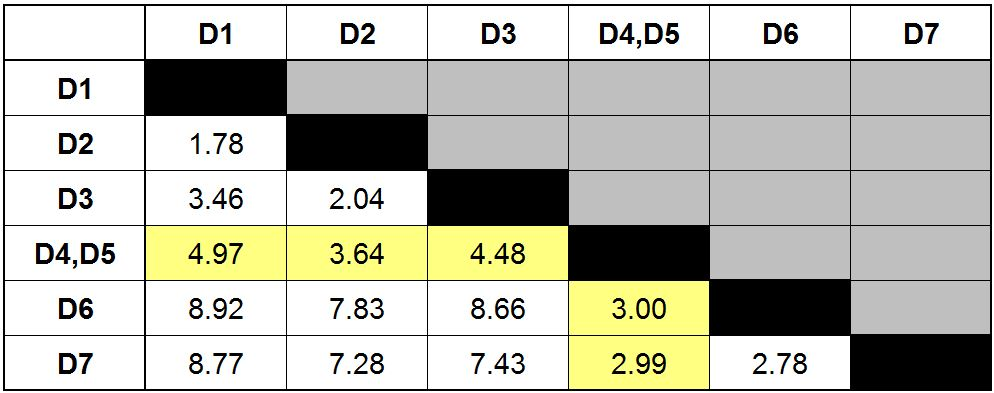 D1 D2 D3 D4,D5 D6 D7
D1
D2 1.78
D3 3.46 2.04
D4,D5 4.97 3.64 4.48
D6 8.92 7.83 8.66 3.00
D7 8.77 7.28 7.43 2.99 2.78